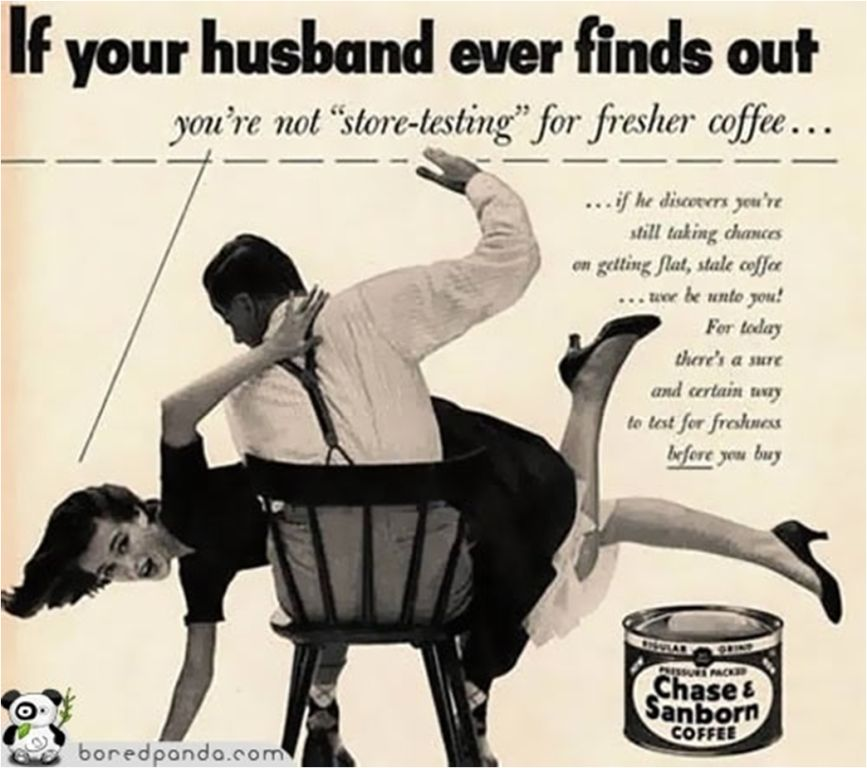 If your husband ever finds out
you're not "store-testing" for fresher coffee...
...if he discovers you're
still taking chances
on getting flat, stale coffee
...woe be unto you!
For today
there's a sure
and certain way
to test for freshness
before you buy
REGULAR GRIND
PRESSURE PACKED
Chase &
Sanborn
COFFEE
boredpanda.com